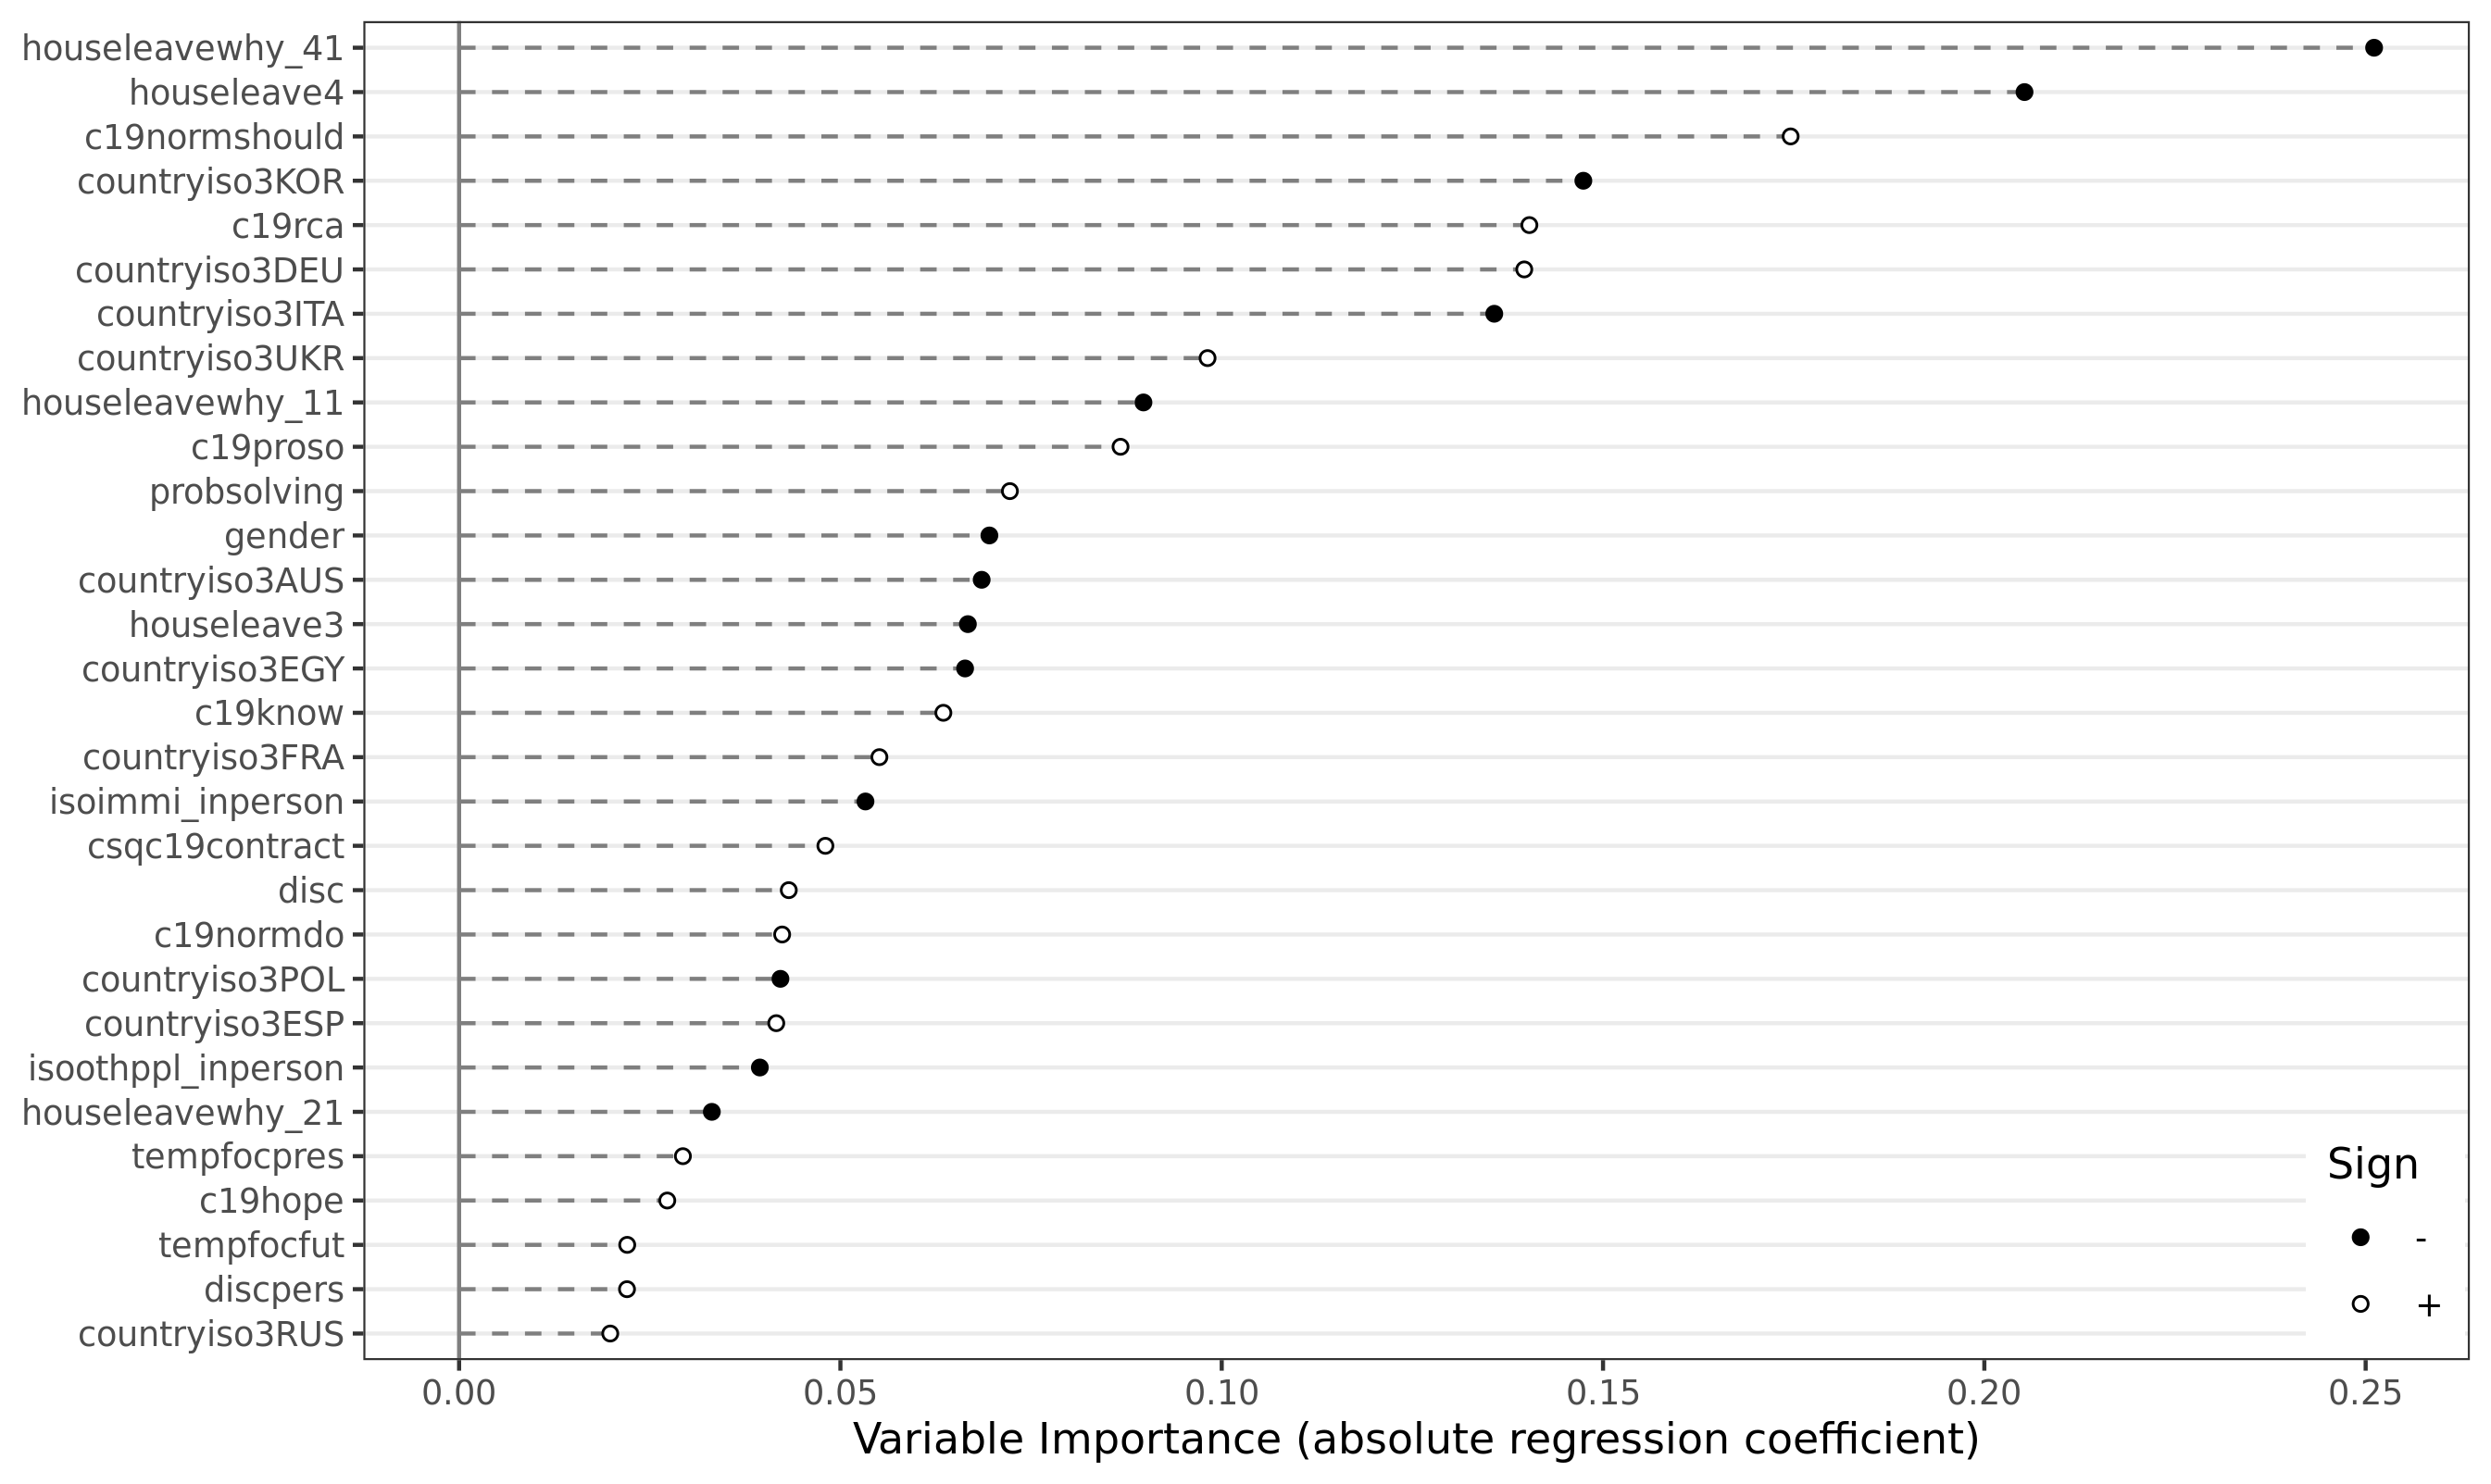 houseleavewhy_41
houseleave4
c19normshould
countryiso3KOR
c19rca
countryiso3DEU
countryiso3ITA
countryiso3UKR
houseleavewhy_11
c19proso
probsolving
gender
countryiso3AUS
houseleave3
countryiso3EGY
c19know
countryiso3FRA
isoimmi_inperson
csqc19contract
disc
c19normdo
countryiso3POL
countryiso3ESP
isoothppl_inperson
houseleavewhy_21
tempfocpres
c19hope
tempfocfut
discpers
countryiso3RUS
Sign
-
+
0.00 0.05 0.10 0.15 0.20 0.25
Variable Importance (absolute regression coefficient)